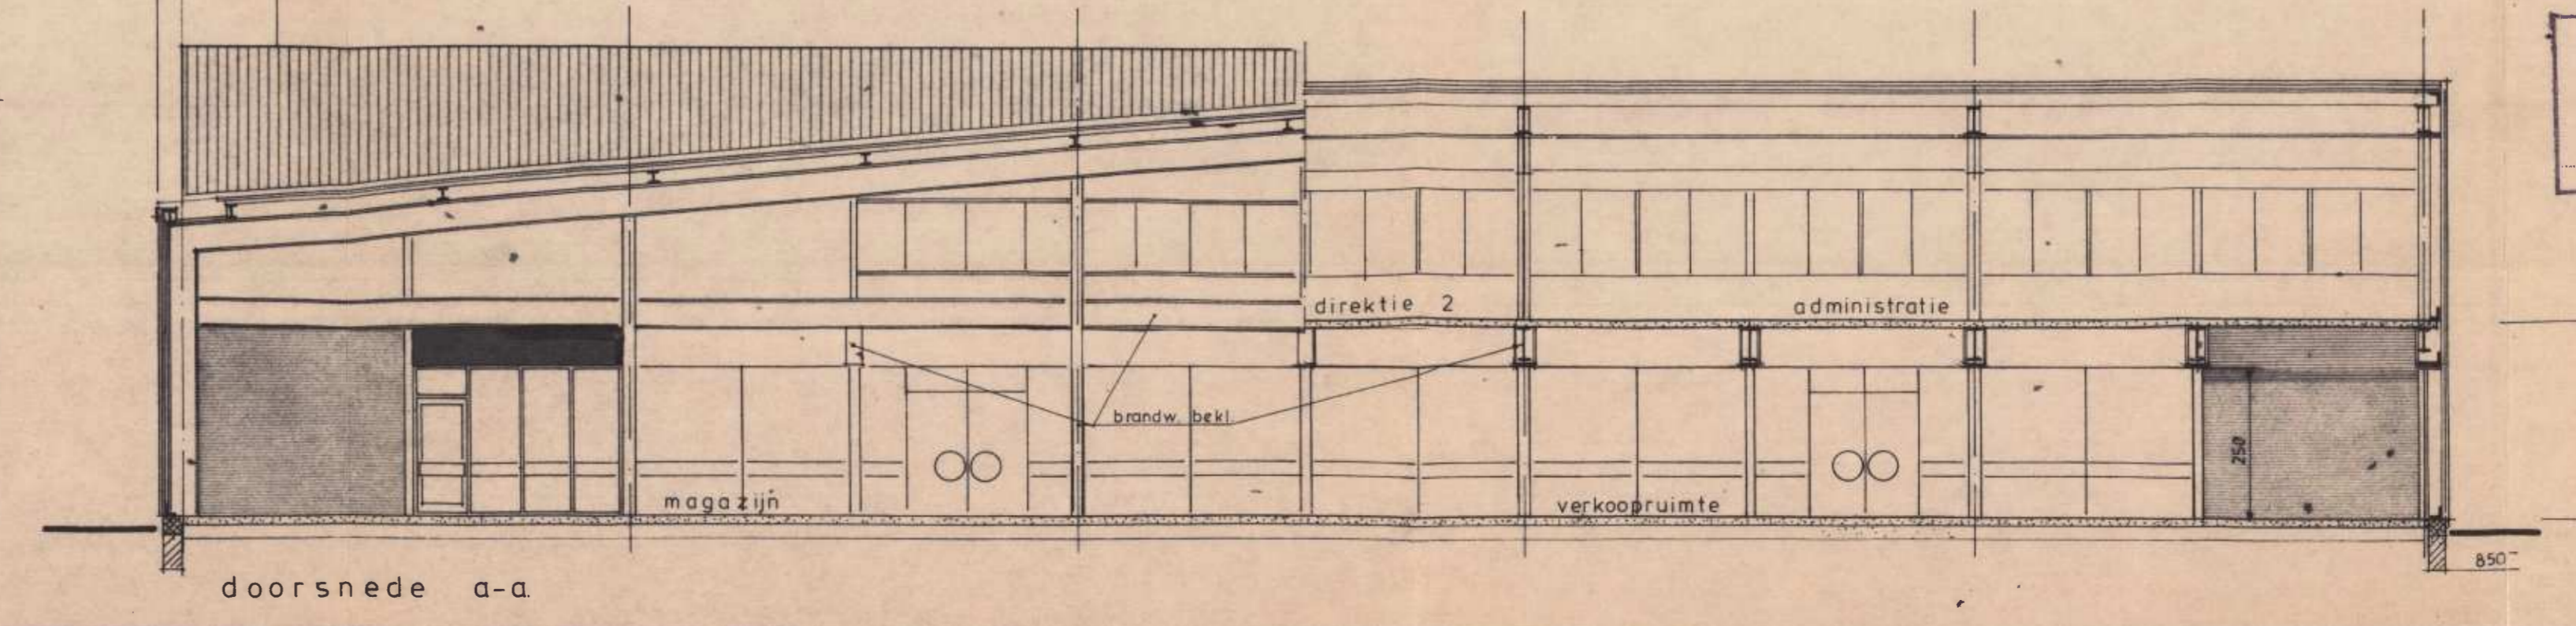 direktie 2
administratie
brandw. bekl.
250
magazijn
verkoopruimte
850-
doorsnede a-a.